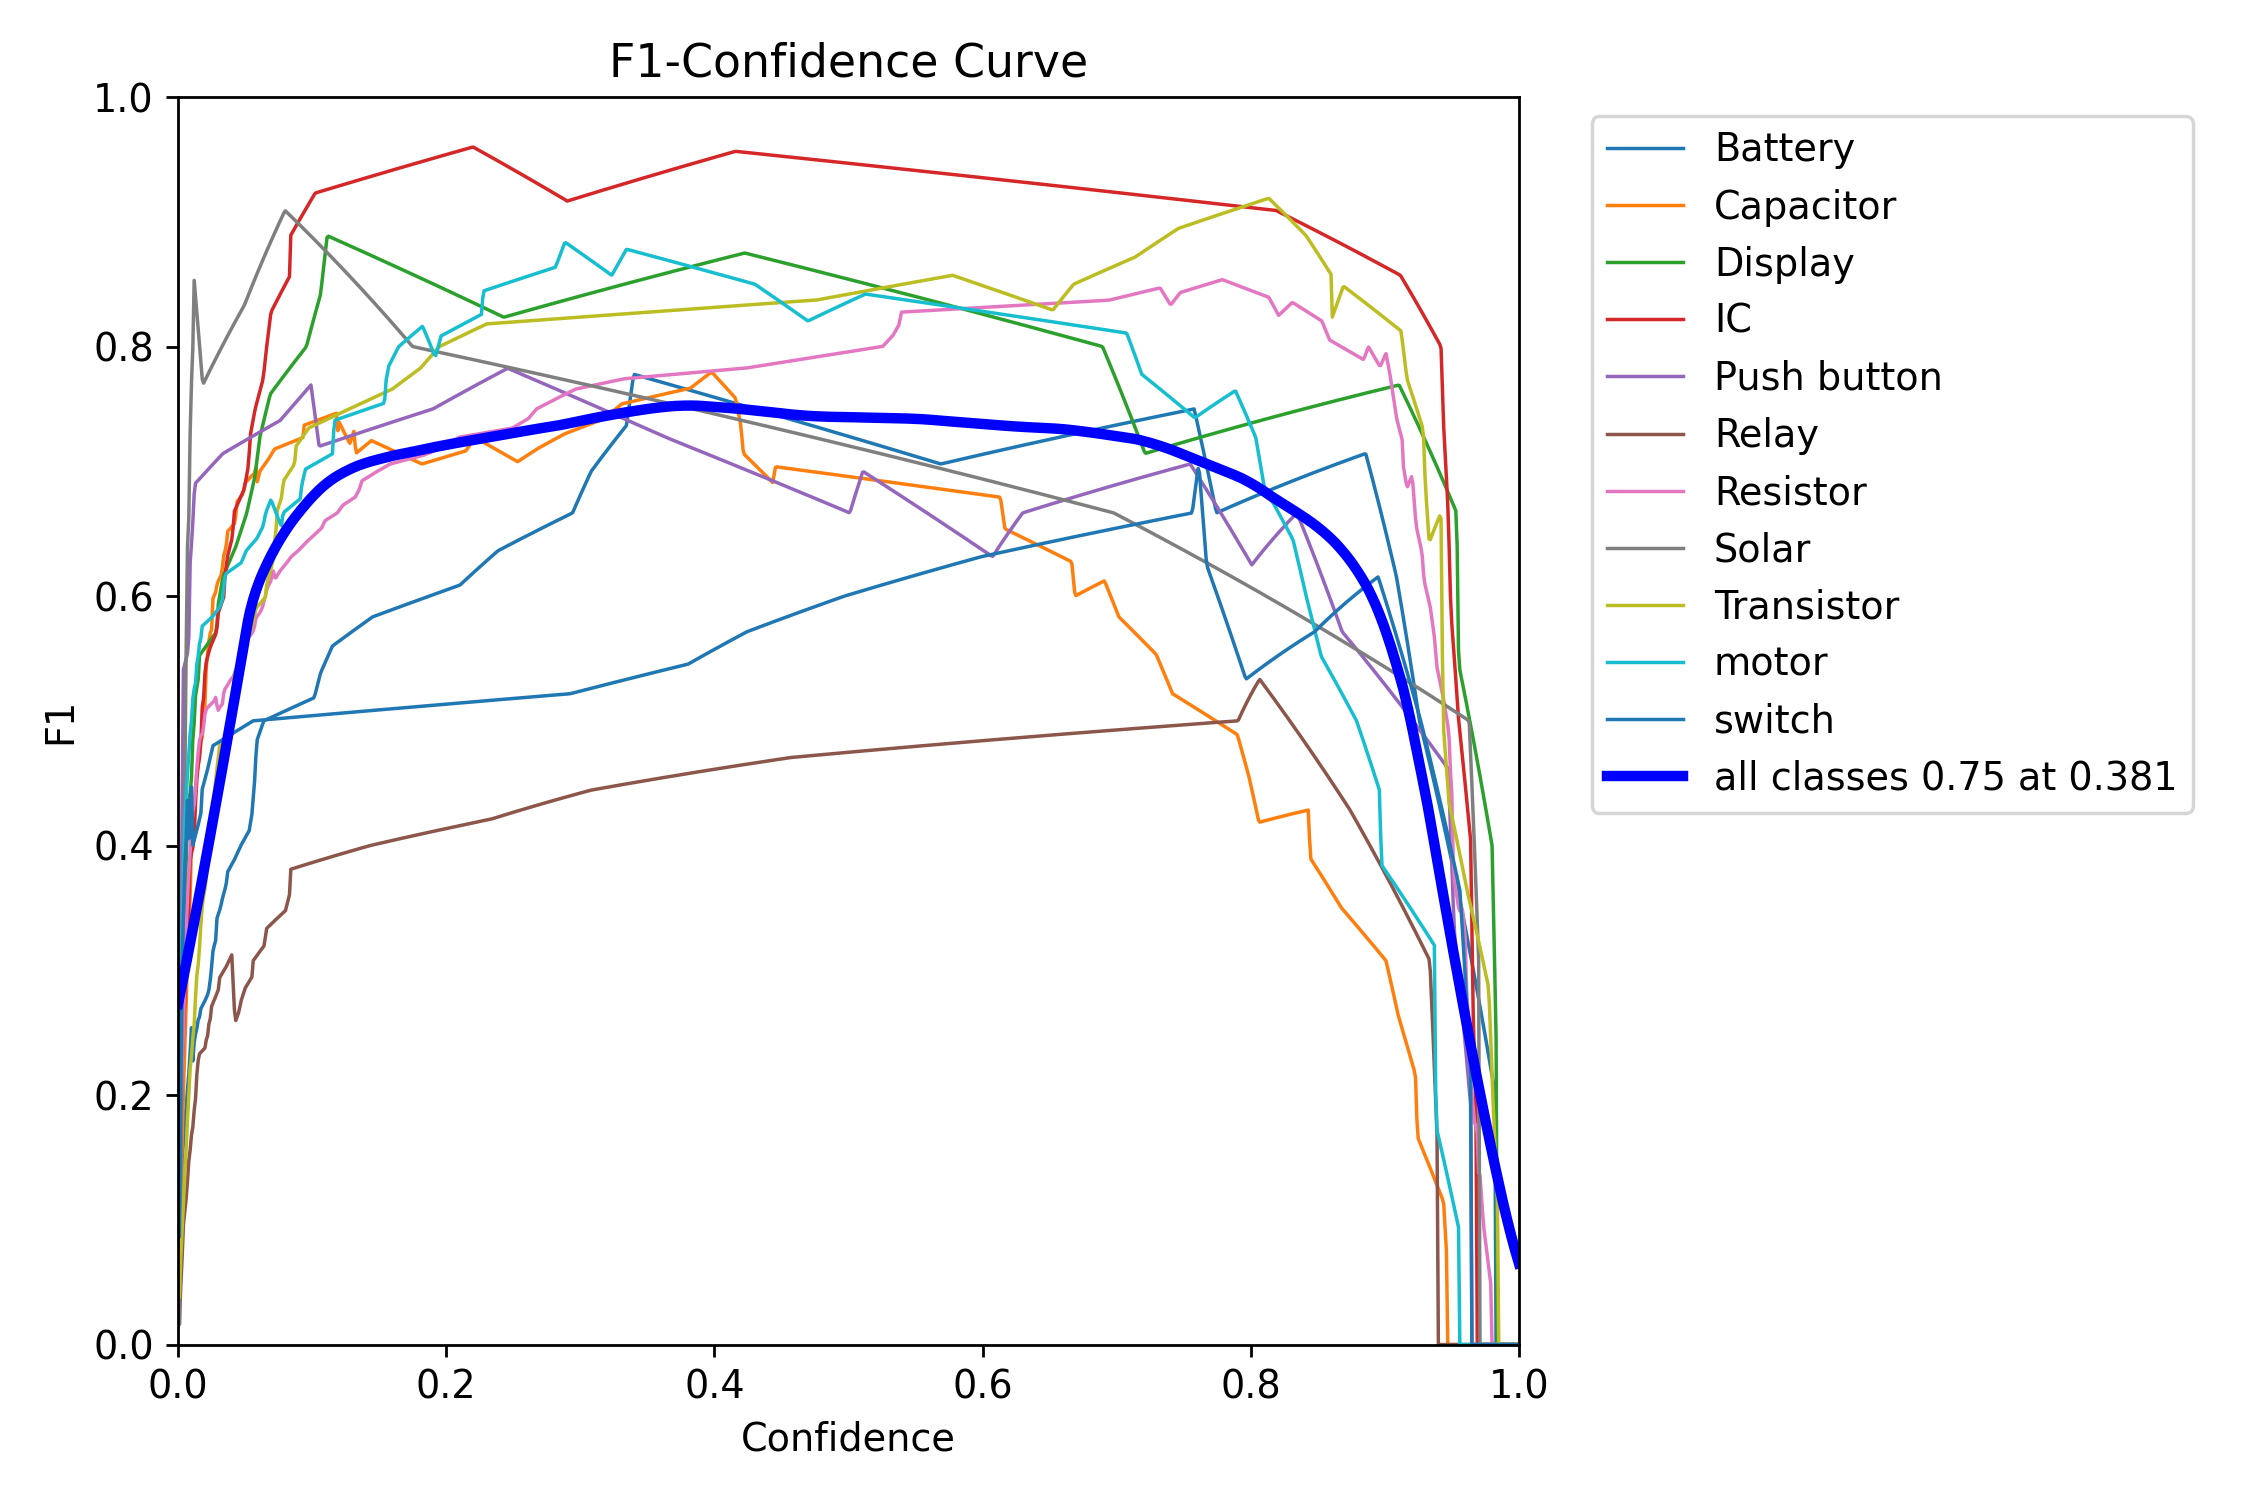 F1-Confidence Curve
1.0
0.8
0.6
0.4
0.2
0.0
F1
0.0 0.2 0.4 0.6 0.8 1.0
Confidence
Battery
Capacitor
Display
IC
Push button
Relay
Resistor
Solar
Transistor
motor
switch
all classes 0.75 at 0.381